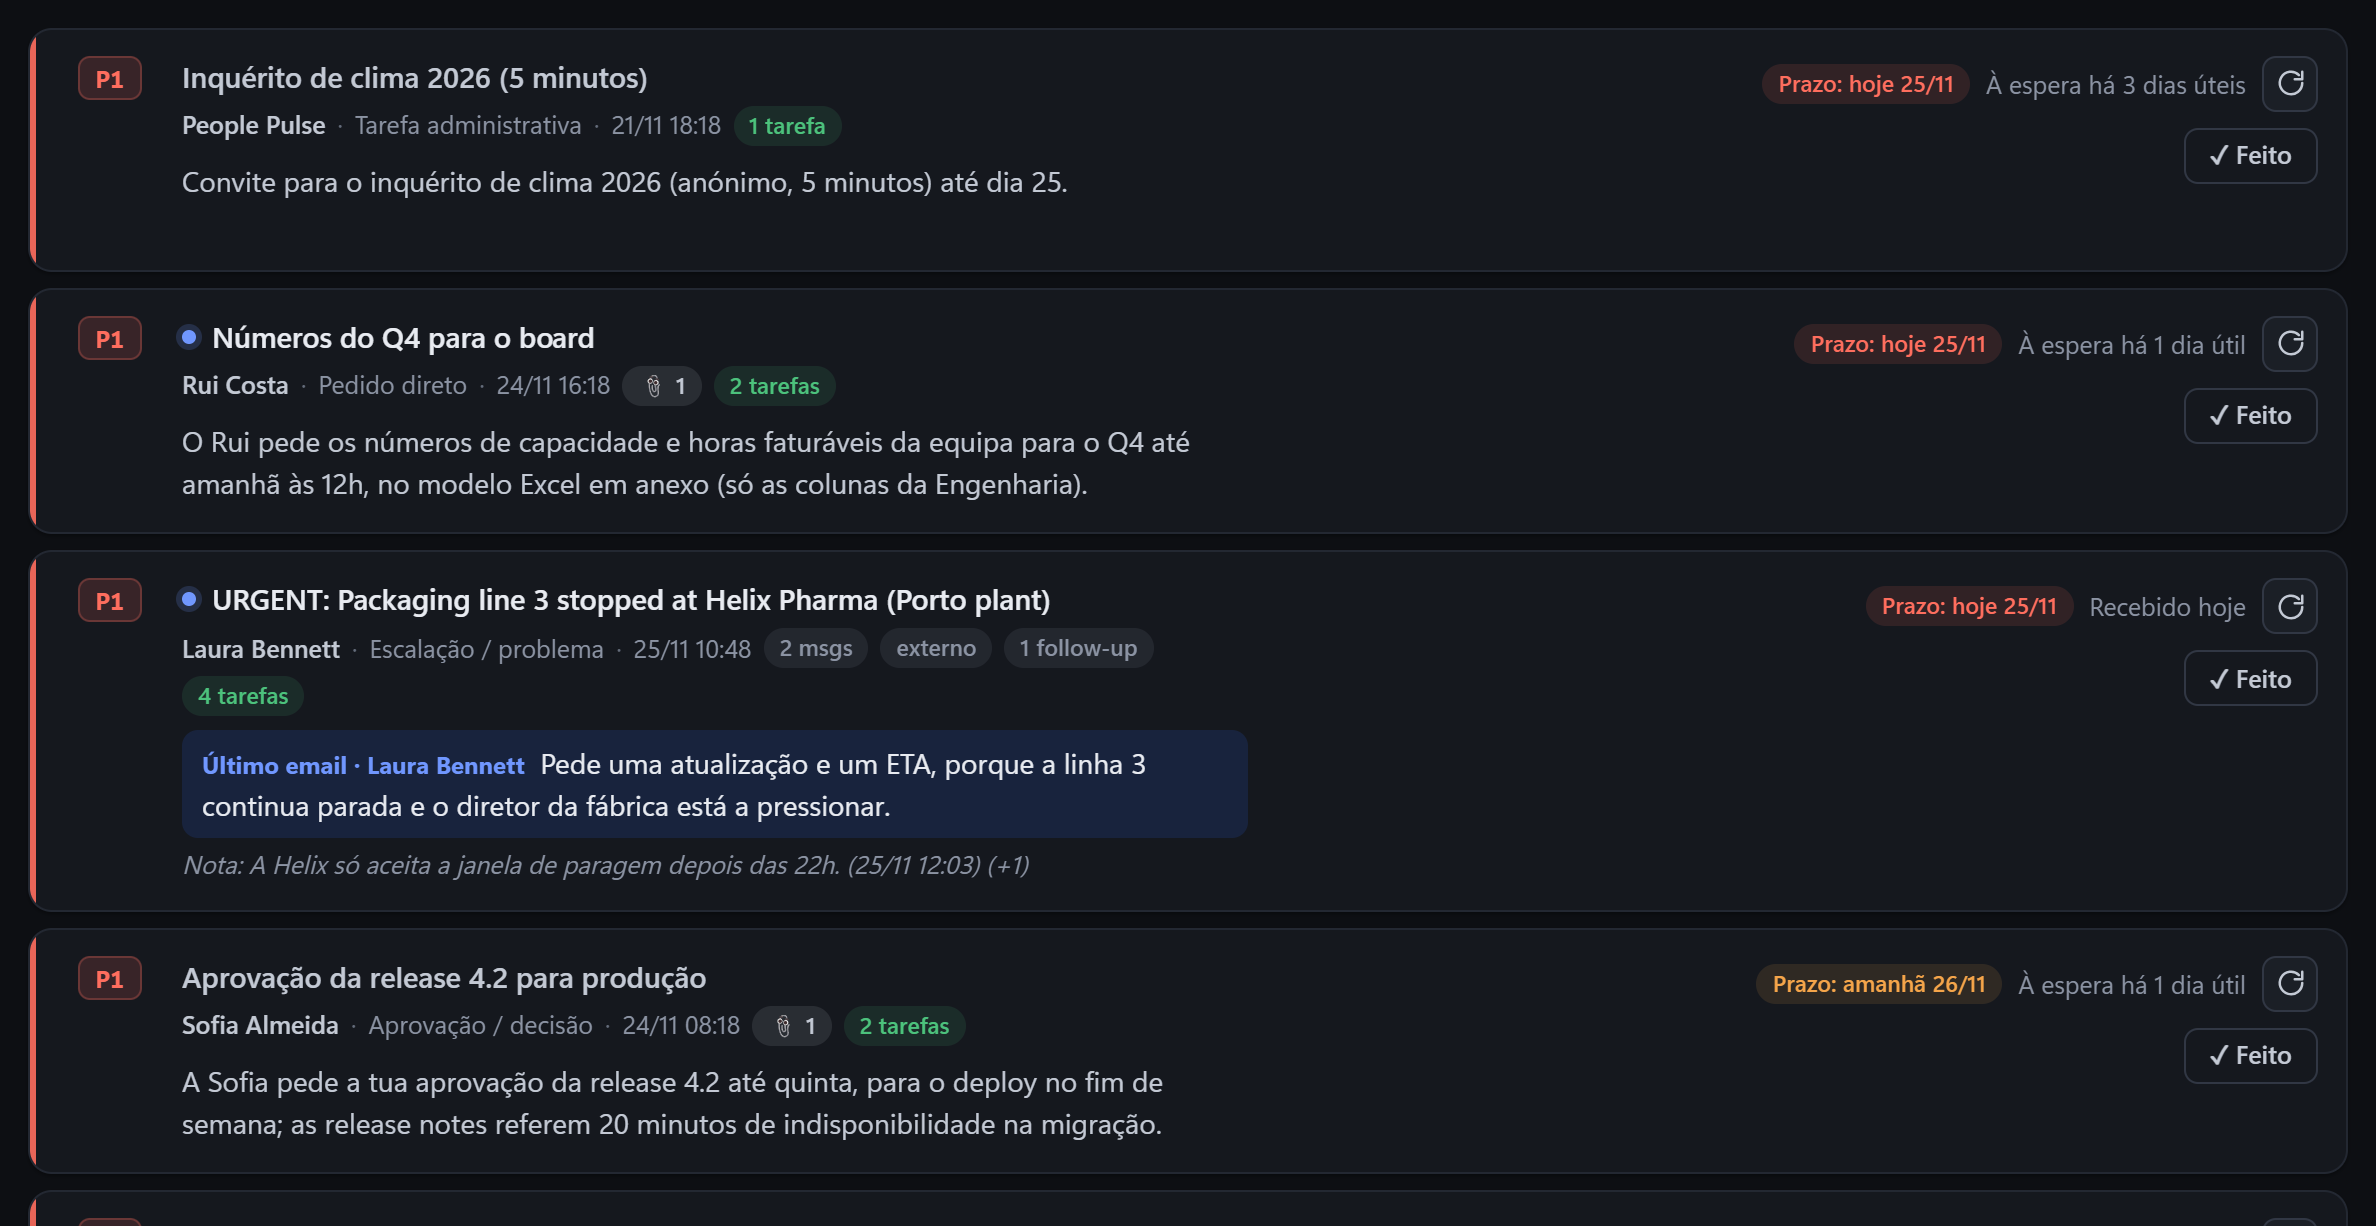 P1 Inquérito de clima 2026 (5 minutos) Prazo: hoje 25/11 À espera há 3 dias úteis
People Pulse · Tarefa administrativa · 21/11 18:18 1 tarefa
✓ Feito
Convite para o inquérito de clima 2026 (anónimo, 5 minutos) até dia 25.
P1 Números do Q4 para o board Prazo: hoje 25/11 À espera há 1 dia útil
Rui Costa · Pedido direto · 24/11 16:18 1 2 tarefas
✓ Feito
O Rui pede os números de capacidade e horas faturáveis da equipa para o Q4 até
amanhã às 12h, no modelo Excel em anexo (só as colunas da Engenharia).
P1 URGENT: Packaging line 3 stopped at Helix Pharma (Porto plant) Prazo: hoje 25/11 Recebido hoje
Laura Bennett · Escalação / problema · 25/11 10:48 2 msgs externo 1 follow-up
✓ Feito
4 tarefas
Último email · Laura Bennett Pede uma atualização e um ETA, porque a linha 3
continua parada e o diretor da fábrica está a pressionar.
Nota: A Helix só aceita a janela de paragem depois das 22h. (25/11 12:03) (+1)
P1 Aprovação da release 4.2 para produção Prazo: amanhã 26/11 À espera há 1 dia útil
Sofia Almeida · Aprovação / decisão · 24/11 08:18 1 2 tarefas
✓ Feito
A Sofia pede a tua aprovação da release 4.2 até quinta, para o deploy no fim de
semana; as release notes referem 20 minutos de indisponibilidade na migração.